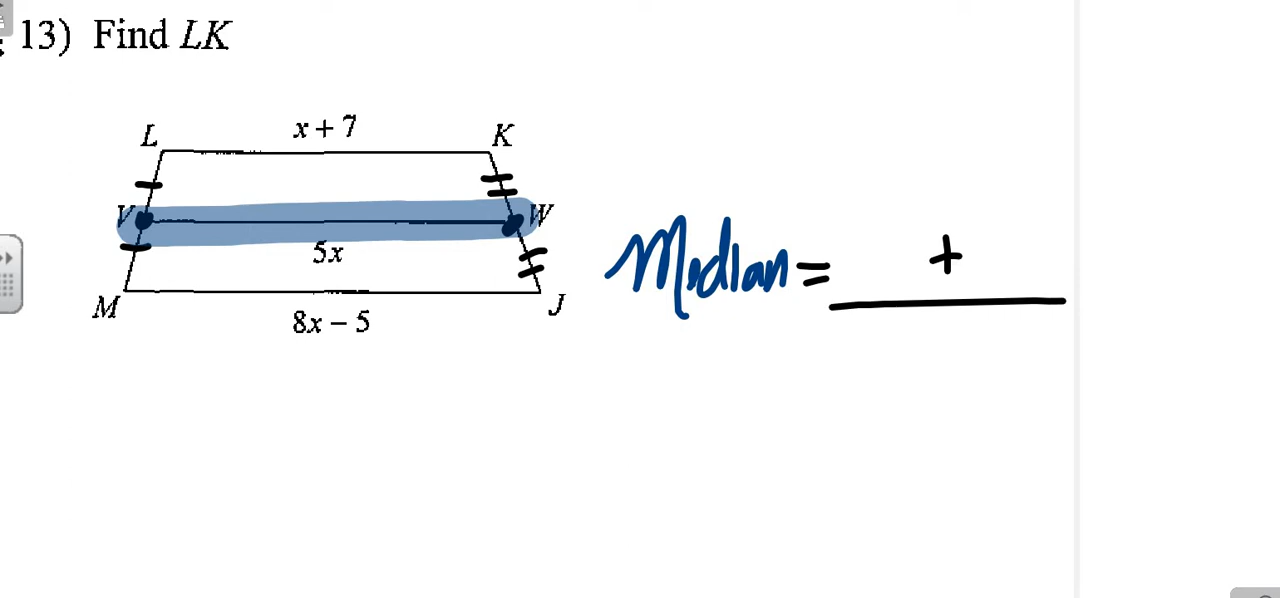 13) Find LK
L x + 7 K
V W
5x
Median = +
M J
8x – 5